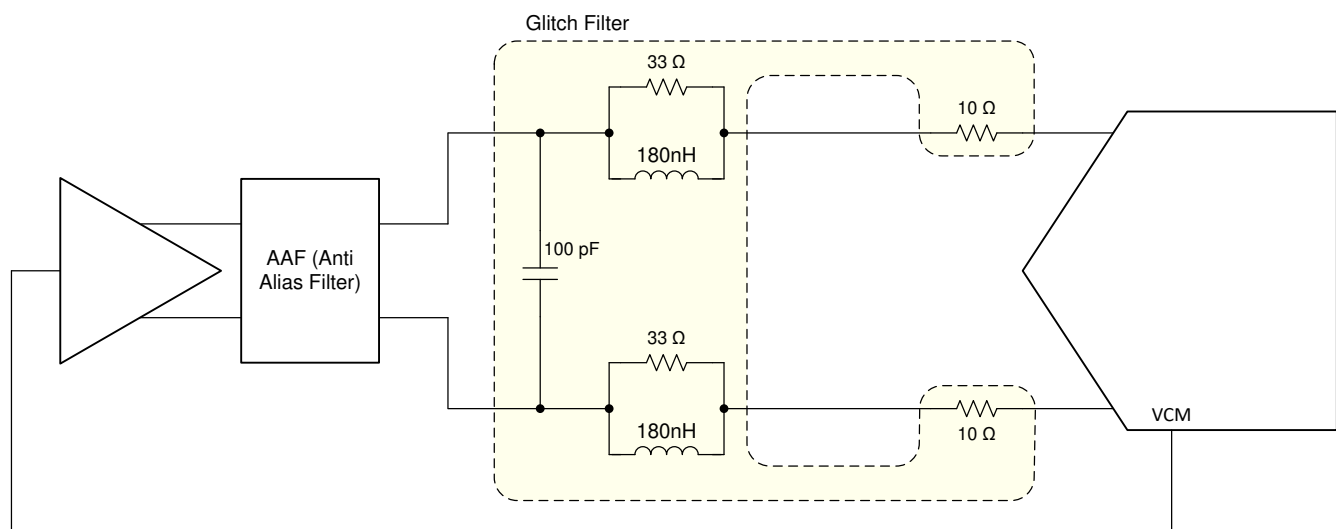 Glitch Filter
33 Ω
10 Ω
180nH
AAF (Anti
Alias Filter)
100 pF
33 Ω
180nH
10 Ω
VCM